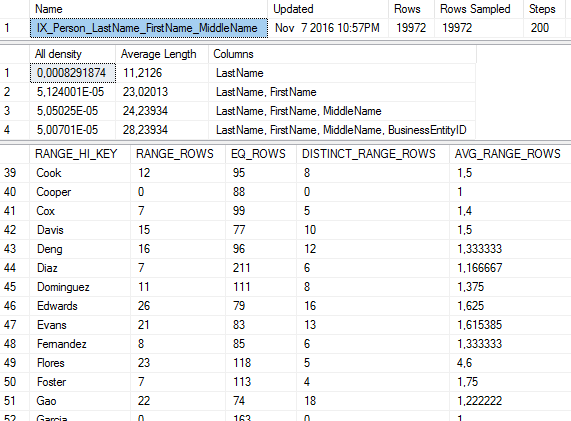 Name Updated Rows Rows Sampled Steps
1 IX_Person_LastName_FirstName_MiddleName Nov 7 2016 10:57PM 19972 19972 200
All density Average Length Columns
1 0,0008291874 11,2126 LastName
2 5,124001E-05 23,02013 LastName, FirstName
3 5,05025E-05 24,23934 LastName, FirstName, MiddleName
4 5,00701E-05 28,23934 LastName, FirstName, MiddleName, BusinessEntityID
RANGE_HI_KEY RANGE_ROWS EQ_ROWS DISTINCT_RANGE_ROWS AVG_RANGE_ROWS
39 Cook 12 95 8 1,5
40 Cooper 0 88 0 1
41 Cox 7 99 5 1,4
42 Davis 15 77 10 1,5
43 Deng 16 96 12 1,333333
44 Diaz 7 211 6 1,166667
45 Dominguez 11 111 8 1,375
46 Edwards 26 79 16 1,625
47 Evans 21 83 13 1,615385
48 Fernandez 8 85 6 1,333333
49 Flores 23 118 5 4,6
50 Foster 7 113 4 1,75
51 Gao 22 74 18 1,222222
52 Garcia 0 163 0 1